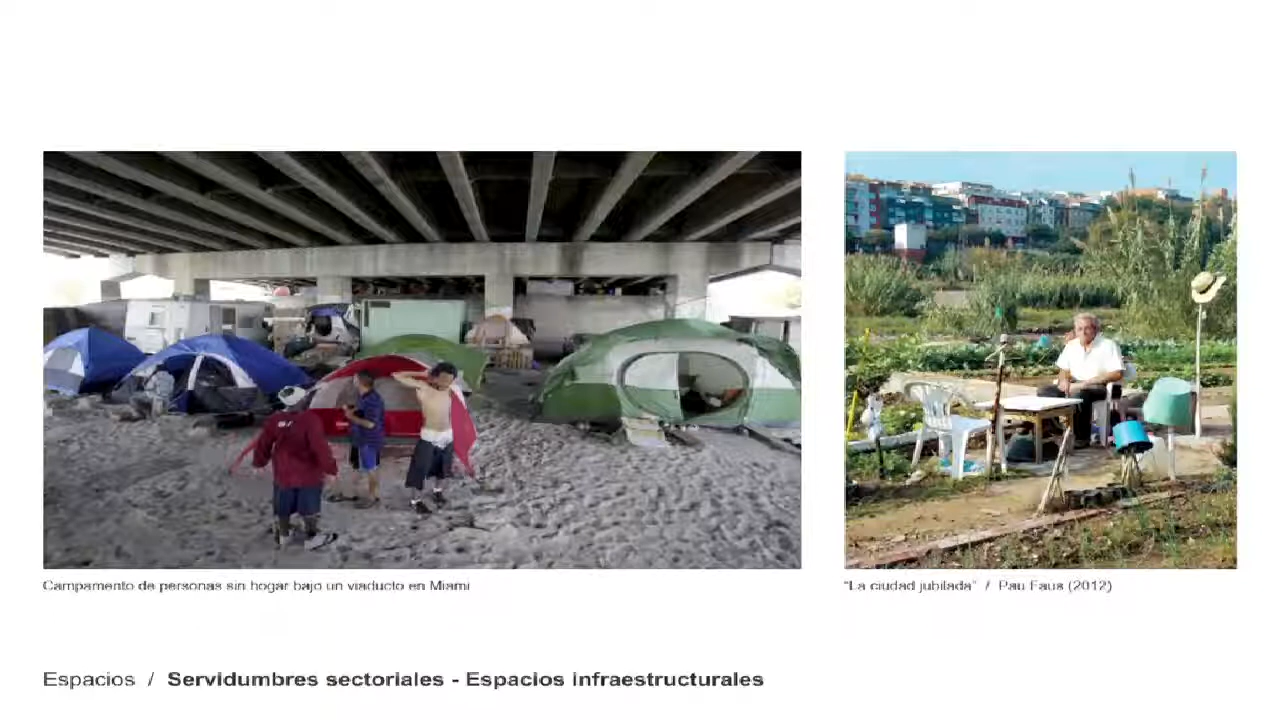 Campamento de personas sin hogar bajo un viaducto en Miami
"La ciudad jubilada" / Pau Faus (2012)
Espacios / Servidumbres sectoriales - Espacios infraestructurales